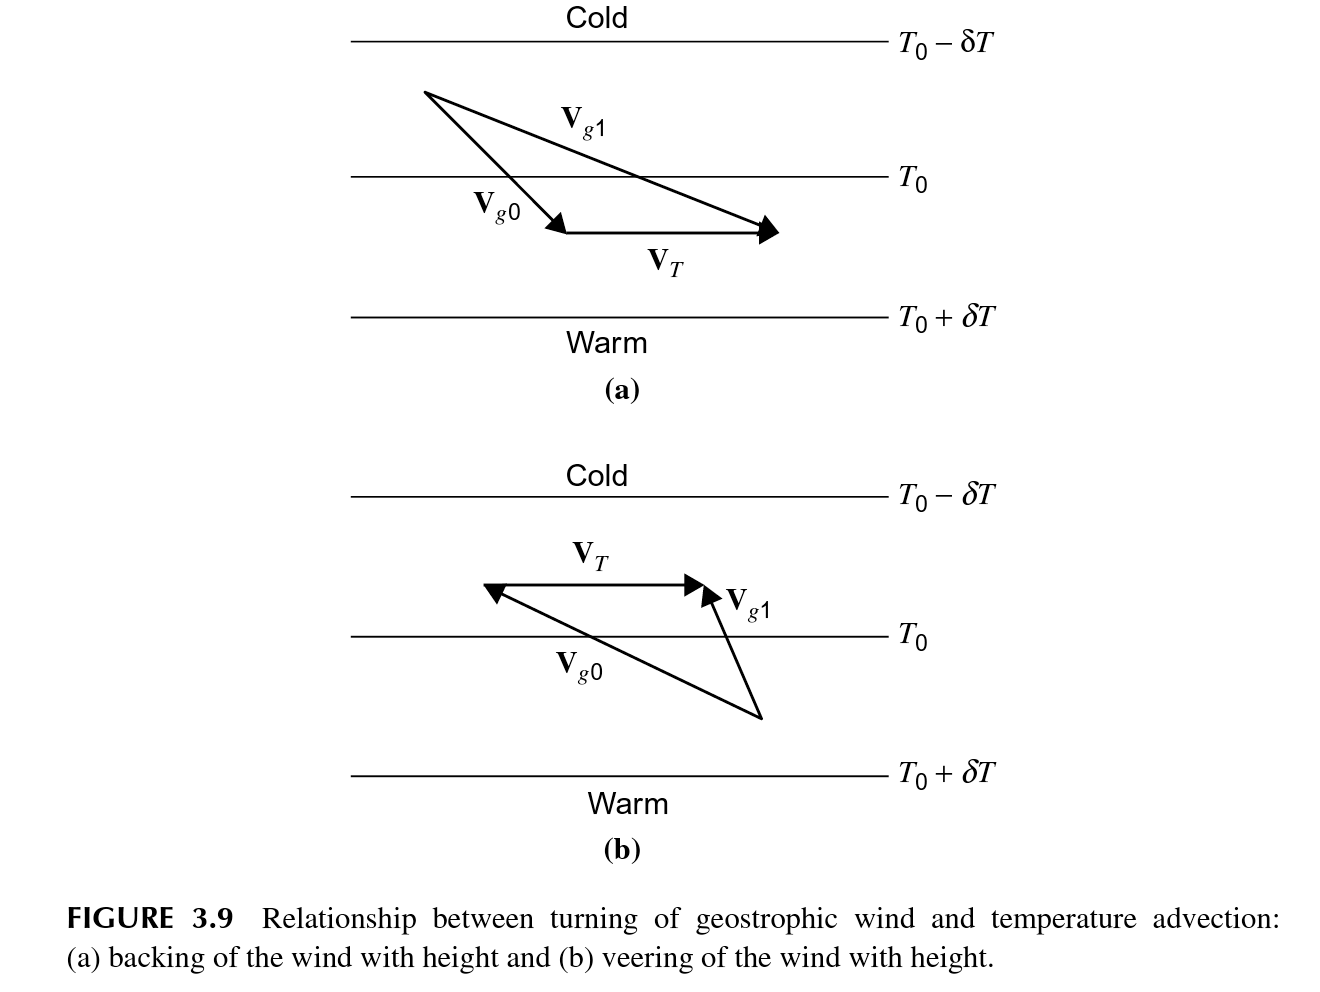 Cold
T0 − δT
Vg1
T0
Vg0
VT
T0 + δT
Warm
(a)
Cold
T0 − δT
VT
Vg1
T0
Vg0
T0 + δT
Warm
(b)
FIGURE 3.9 Relationship between turning of geostrophic wind and temperature advection:
(a) backing of the wind with height and (b) veering of the wind with height.